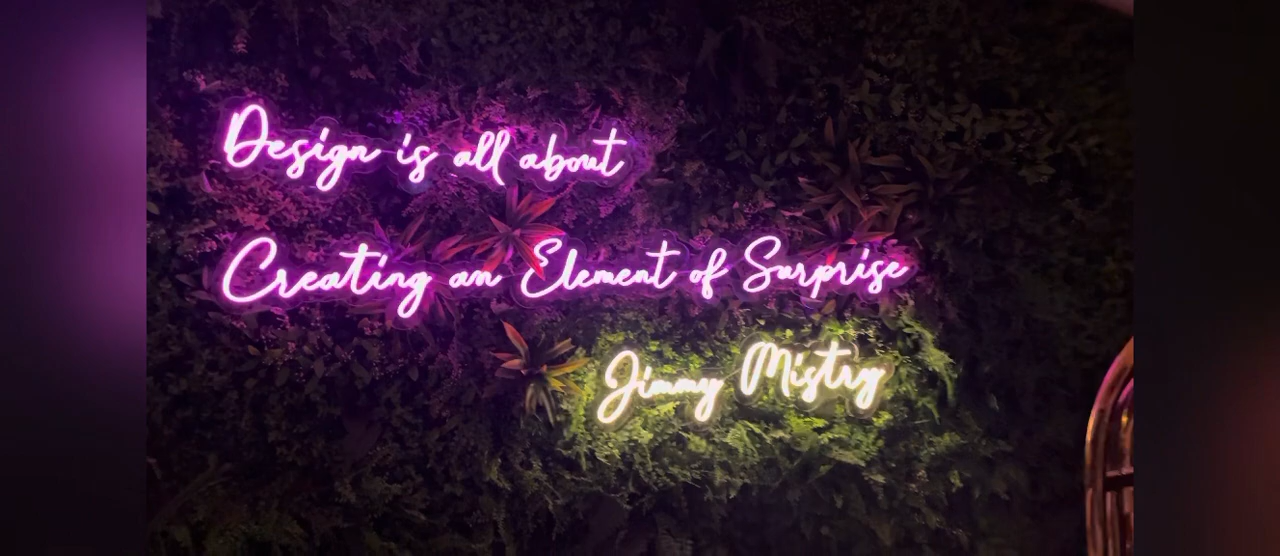 Design is all about
Creating an Element of Surprise
Jimmy Mistry